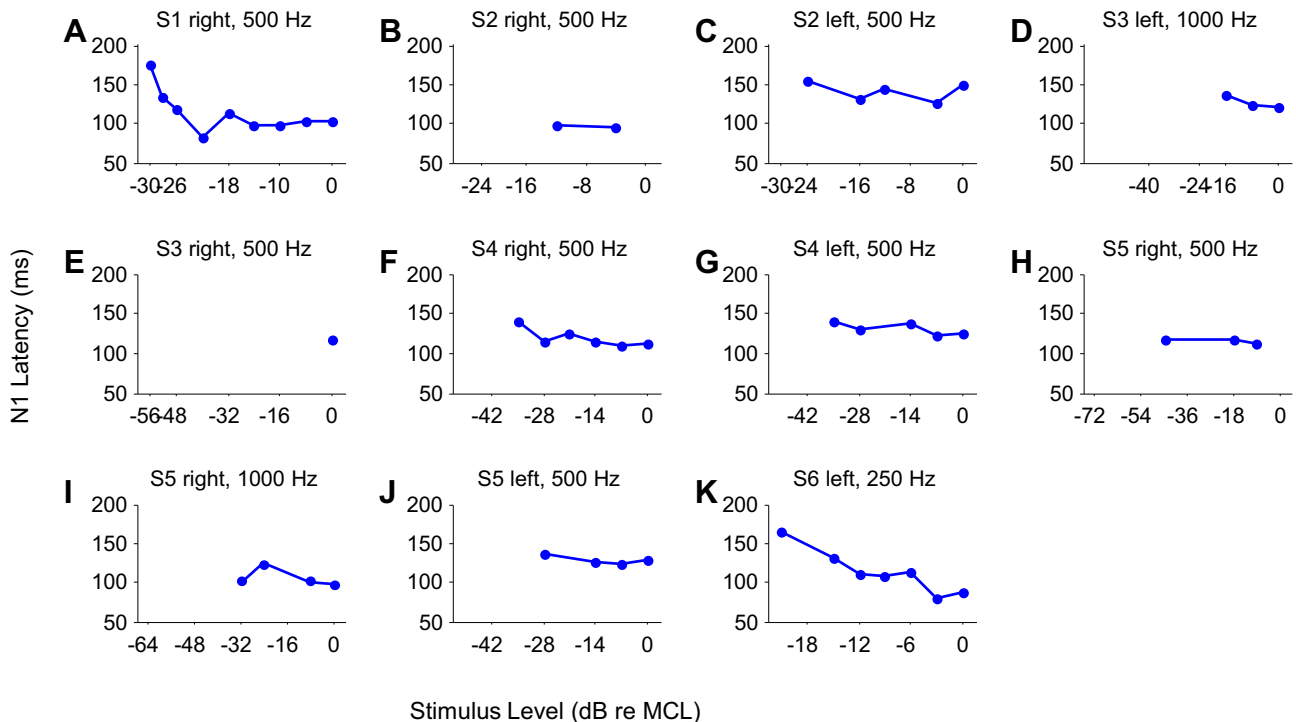 A S1 right, 500 Hz
200
150
100
50
-30 -26 -18 -10 0
B S2 right, 500 Hz
200
150
100
50
-24 -16 -8 0
C S2 left, 500 Hz
200
150
100
50
-30 -24 -16 -8 0
D S3 left, 1000 Hz
200
150
100
50
-40 -24 -16 0
N1 Latency (ms)
E S3 right, 500 Hz
200
150
100
50
-56 -48 -32 -16 0
F S4 right, 500 Hz
200
150
100
50
-42 -28 -14 0
G S4 left, 500 Hz
200
150
100
50
-42 -28 -14 0
H S5 right, 500 Hz
200
150
100
50
-72 -54 -36 -18 0
I S5 right, 1000 Hz
200
150
100
50
-64 -48 -32 -16 0
J S5 left, 500 Hz
200
150
100
50
-42 -28 -14 0
K S6 left, 250 Hz
200
150
100
50
-18 -12 -6 0
Stimulus Level (dB re MCL)